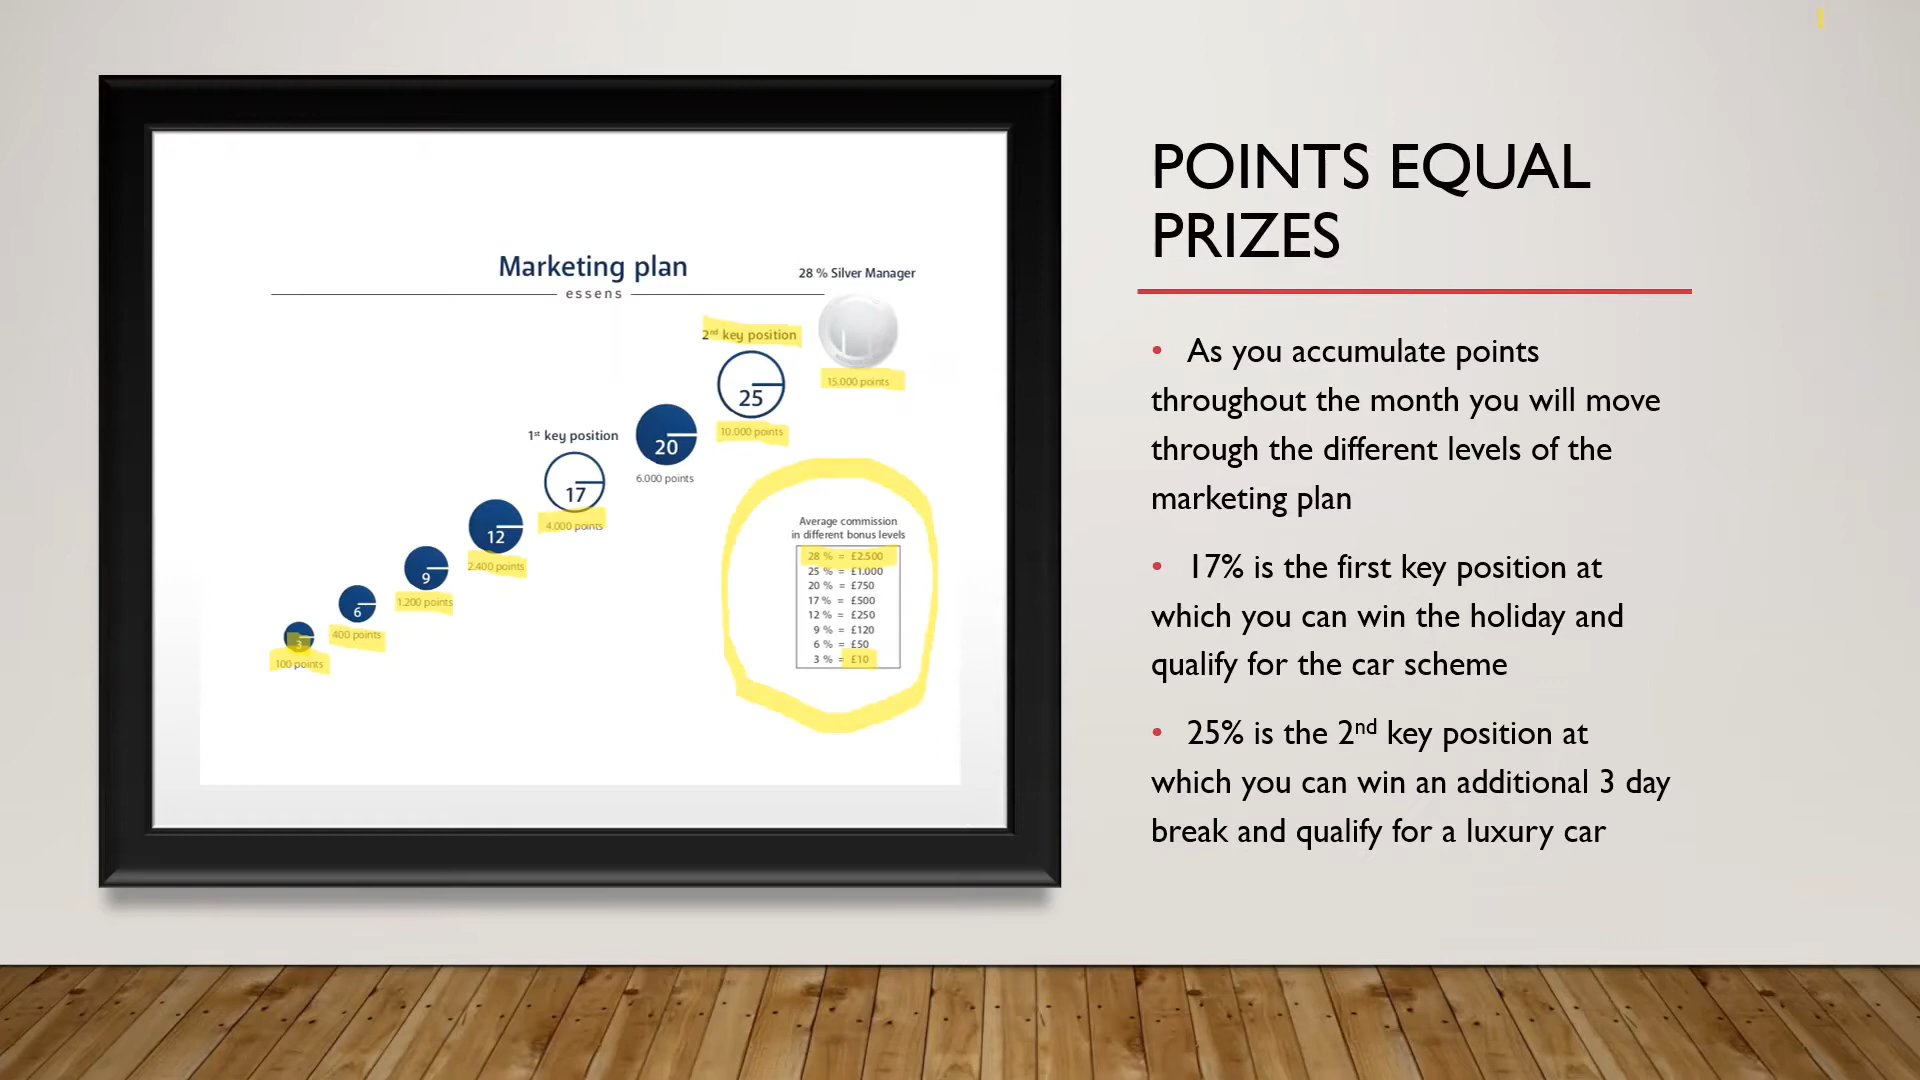 Marketing plan
essens
28 % Silver Manager
2nd key position
25
15.000 points
10.000 points
20
6.000 points
1st key position
17
4.000 points
12
2.400 points
9
1.200 points
6
400 points
3
100 points
Average commission
in different bonus levels
28 % = £2.500
25 % = £1.000
20 % = £750
17 % = £500
12 % = £250
9 % = £120
6 % = £50
3 % = £10
POINTS EQUAL
PRIZES
• As you accumulate points
throughout the month you will move
through the different levels of the
marketing plan
• 17% is the first key position at
which you can win the holiday and
qualify for the car scheme
• 25% is the 2nd key position at
which you can win an additional 3 day
break and qualify for a luxury car